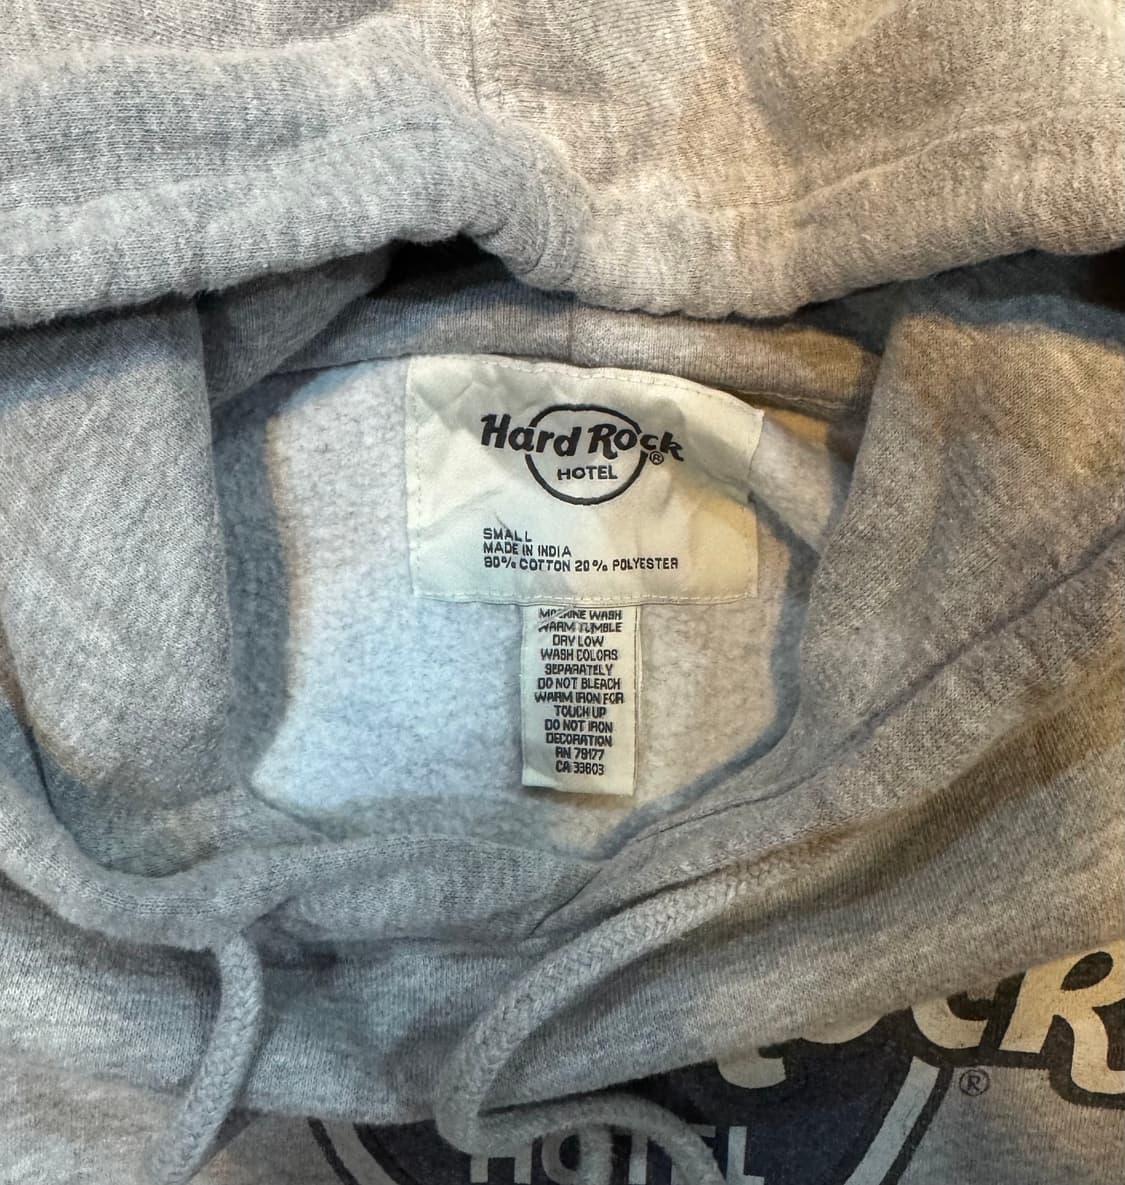 Hard Rock
®
HOTEL
SMALL
MADE IN INDIA
80% COTTON 20% POLYESTER
MACHINE WASH
WARM TUMBLE
DRY LOW
WASH COLORS
SEPARATELY
DO NOT BLEACH
WARM IRON FOR
TOUCH UP
DO NOT IRON
DECORATION
RN 79177
CA 33603
®
HOTEL